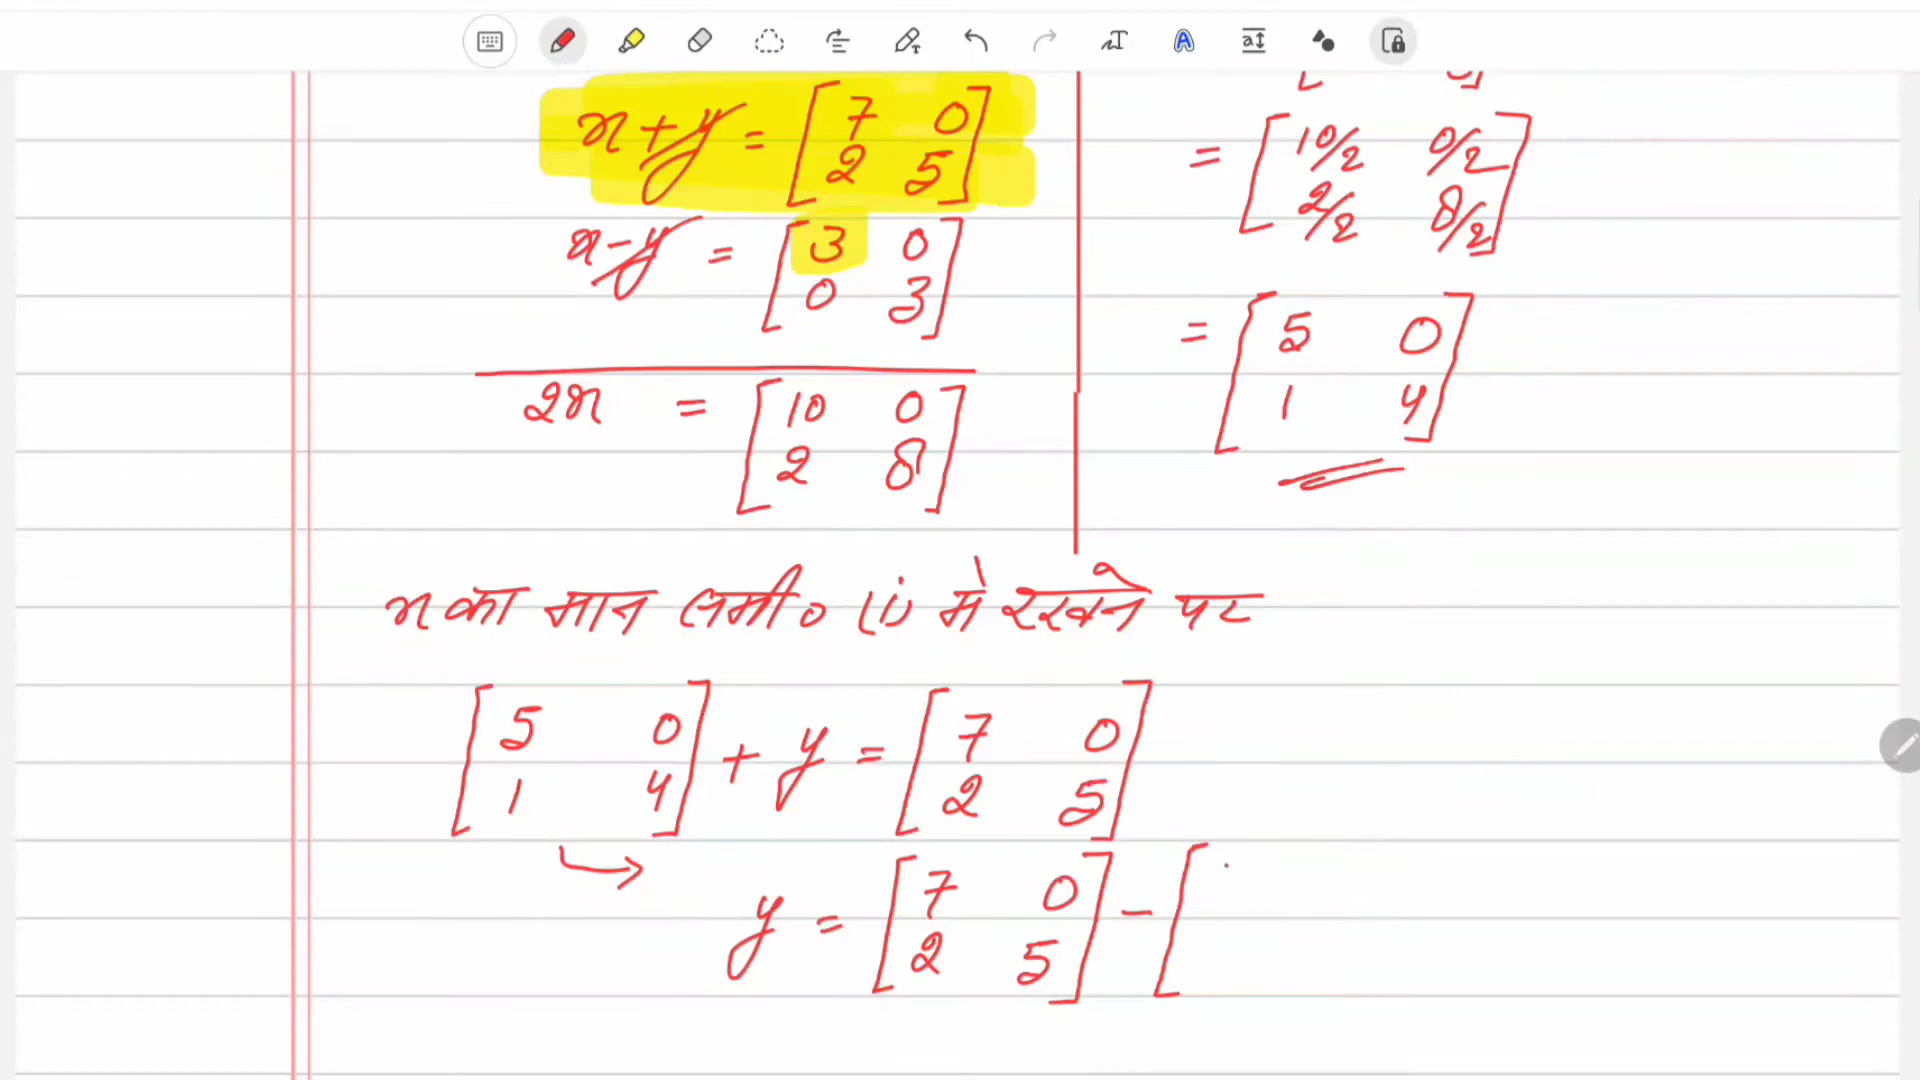 x + y = [ 7 0
2 5 ]
x - y = [ 3 0
0 3 ]
2x = [ 10 0
2 8 ]
= [ 10/2 0/2
2/2 8/2 ]
= [ 5 0
1 4 ]
x का मान समी० (i) में रखने पर
[ 5 0
1 4 ] + y = [ 7 0
2 5 ]
y = [ 7 0
2 5 ] - [